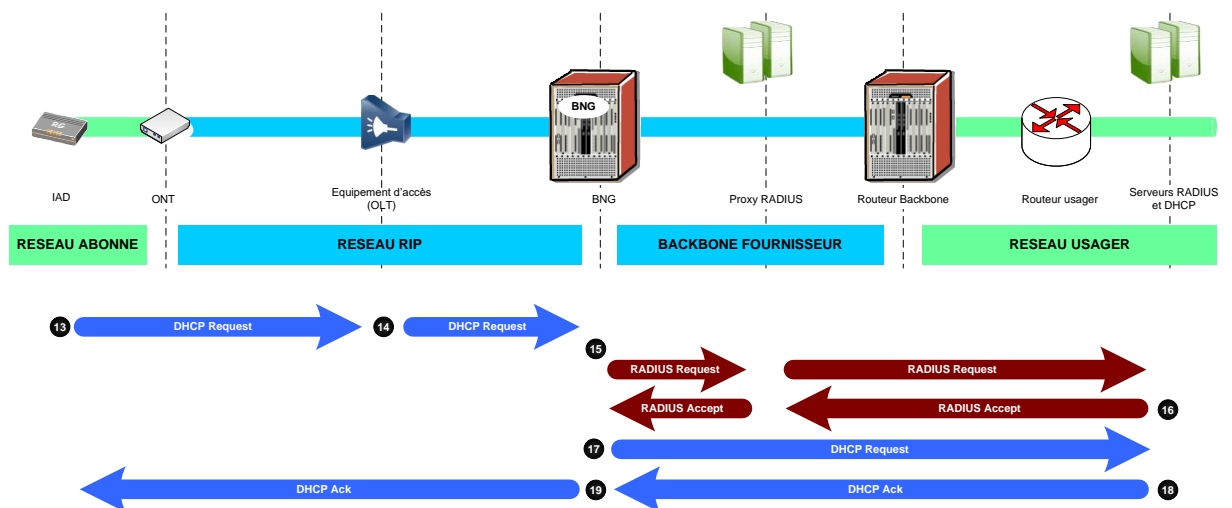 BNG
RG
IAD
ONT
Equipement d'accès
(OLT)
BNG
Proxy RADIUS
Routeur Backbone
Routeur usager
Serveurs RADIUS
et DHCP
RESEAU ABONNE
RESEAU RIP
BACKBONE FOURNISSEUR
RESEAU USAGER
13
DHCP Request
14
DHCP Request
15
RADIUS Request
RADIUS Request
RADIUS Accept
RADIUS Accept
16
17
DHCP Request
DHCP Ack
19
DHCP Ack
18